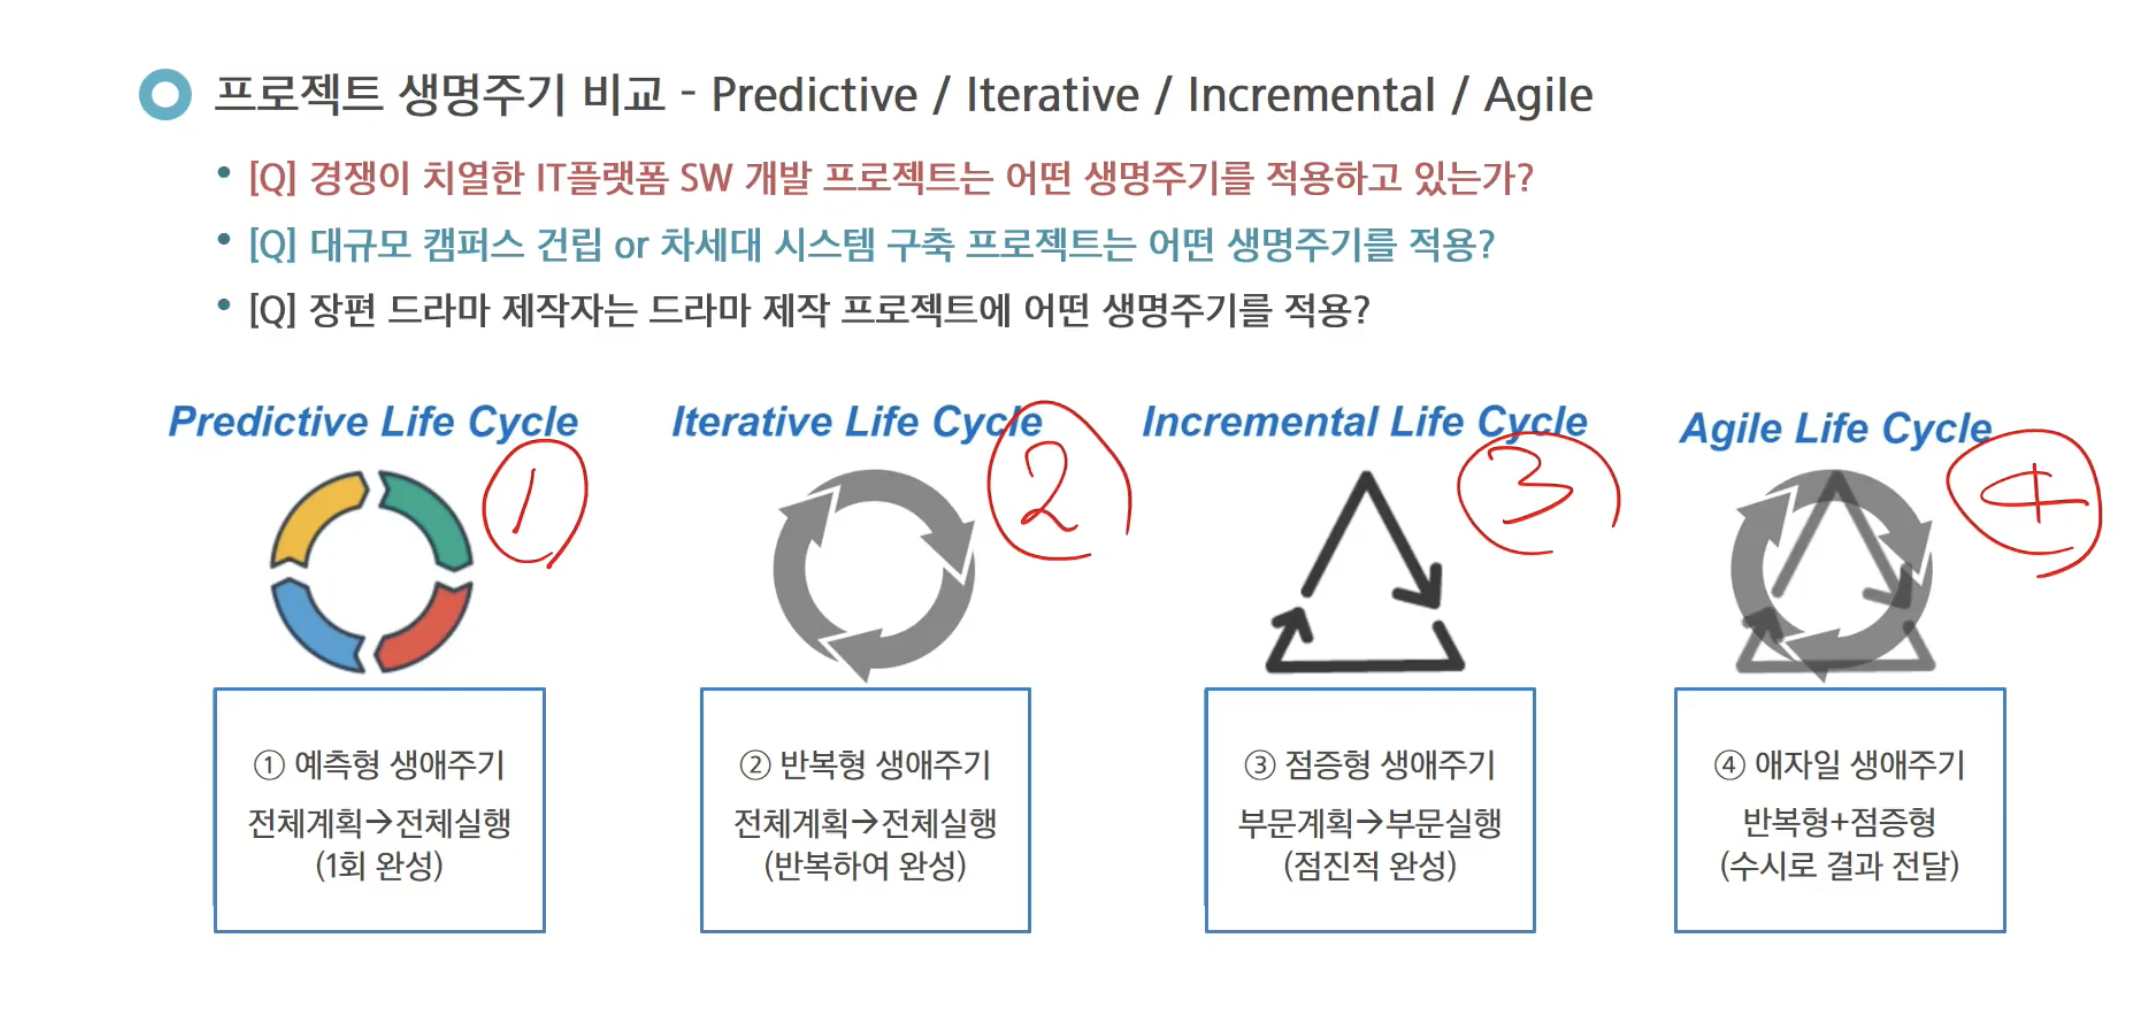 프로젝트 생명주기 비교 - Predictive / Iterative / Incremental / Agile
• [Q] 경쟁이 치열한 IT플랫폼 SW 개발 프로젝트는 어떤 생명주기를 적용하고 있는가?
• [Q] 대규모 캠퍼스 건립 or 차세대 시스템 구축 프로젝트는 어떤 생명주기를 적용?
• [Q] 장편 드라마 제작자는 드라마 제작 프로젝트에 어떤 생명주기를 적용?
Predictive Life Cycle
1
① 예측형 생애주기
전체계획→전체실행
(1회 완성)
Iterative Life Cycle
2
② 반복형 생애주기
전체계획→전체실행
(반복하여 완성)
Incremental Life Cycle
3
③ 점증형 생애주기
부문계획→부문실행
(점진적 완성)
Agile Life Cycle
4
④ 애자일 생애주기
반복형+점증형
(수시로 결과 전달)